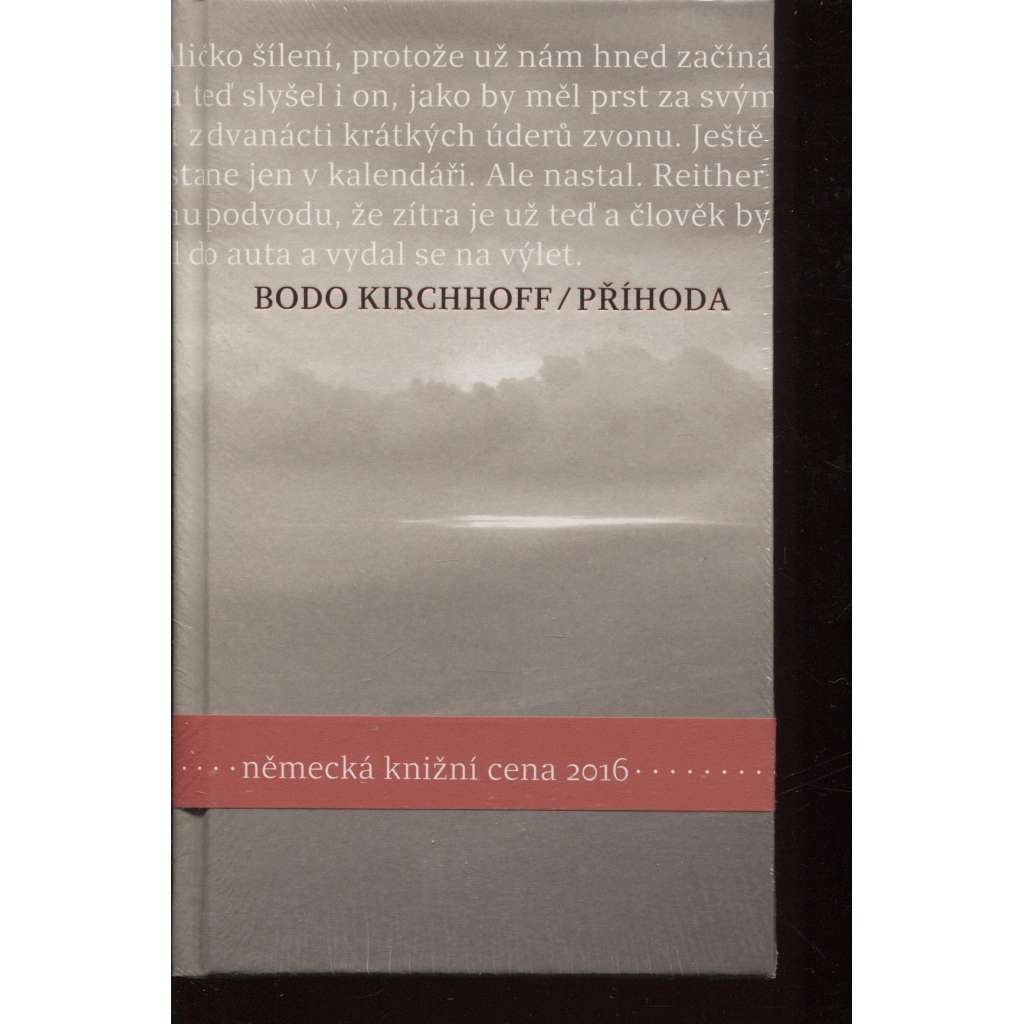 ličko šílení, protože už nám hned začíná
a teď slyšel i on, jako by měl prst za svým
i zdvanácti krátkých úderů zvonu. Ještě
stane jen v kalendáři. Ale nastal. Reither
podvodu, že zítra je už teď a člověk by
l do auta a vydal se na výlet.
BODO KIRCHHOFF / PŘÍHODA
německá knižní cena 2016